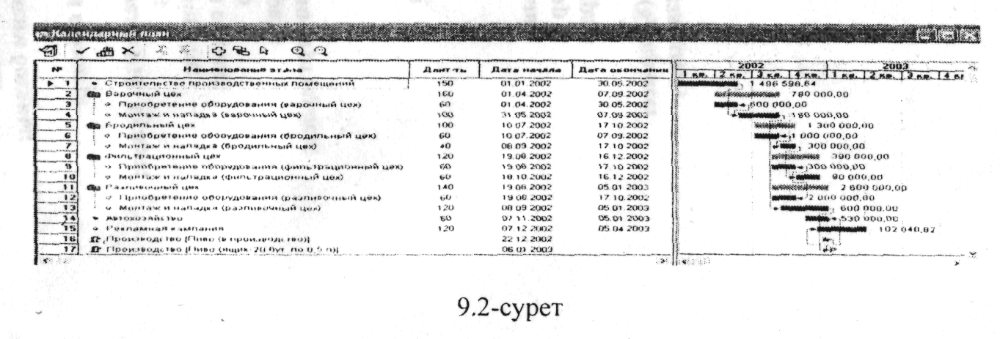 Календарный план
№ Наименование этапа Длит-ть Дата начала Дата окончания 2002 2003
1 кв. 2 кв. 3 кв. 4 кв. 1 кв. 2 кв. 3 кв. 4 кв
1 Строительство производственных помещений 150 01.01.2002 30.05.2002 1 486 598,64
2 Варочный цех 160 01.04.2002 07.09.2002 780 000,00
3 Приобретение оборудования (варочный цех) 60 01.04.2002 30.05.2002 600 000,00
4 Монтаж и наладка (варочный цех) 100 31.05.2002 07.09.2002 180 000,00
5 Бродильный цех 100 10.07.2002 17.10.2002 1 300 000,00
6 Приобретение оборудования (бродильный цех) 60 10.07.2002 07.09.2002 1 000 000,00
7 Монтаж и наладка (бродильный цех) 40 08.09.2002 17.10.2002 300 000,00
8 Фильтрационный цех 120 19.08.2002 16.12.2002 390 000,00
9 Приобретение оборудования (фильтрационный цех) 60 19.08.2002 17.10.2002 300 000,00
10 Монтаж и наладка (фильтрационный цех) 60 18.10.2002 16.12.2002 90 000,00
11 Разливочный цех 140 19.08.2002 05.01.2003 2 600 000,00
12 Приобретение оборудования (разливочный цех) 60 19.08.2002 17.10.2002 2 000 000,00
13 Монтаж и наладка (разливочный цех) 120 08.09.2002 05.01.2003 600 000,00
14 Автохозяйство 60 07.11.2002 05.01.2003 530 000,00
15 Рекламная кампания 120 07.12.2002 05.04.2003 102 040,82
16 Производство [Пиво (в производство)] 22.12.2002
17 Производство [Пиво (ящик 20 бут. по 0,5 л)] 06.01.2003
9.2-сурет